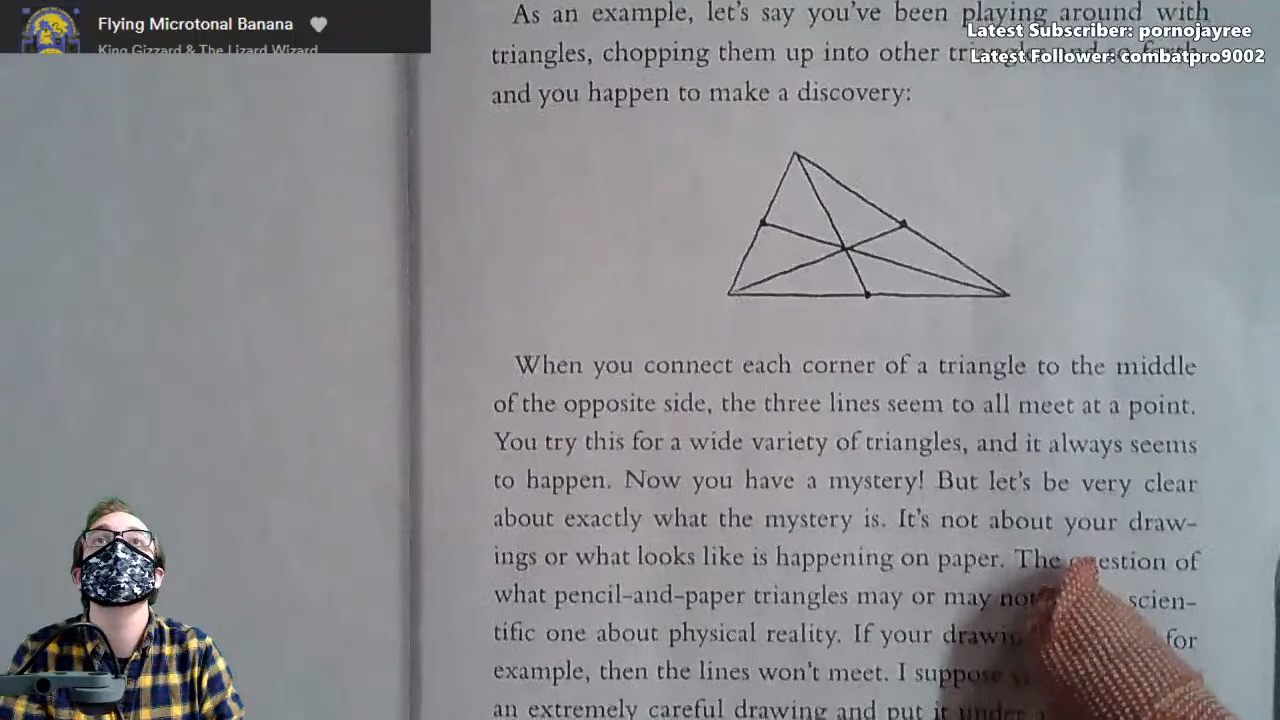 Flying Microtonal Banana
King Gizzard & The Lizard Wizard
Latest Subscriber: pornojayree
Latest Follower: combatpro9002
As an example, let's say you've been playing around with
triangles, chopping them up into other
and you happen to make a discovery:
When you connect each corner of a triangle to the middle
of the opposite side, the three lines seem to all meet at a point.
You try this for a wide variety of triangles, and it always seems
to happen. Now you have a mystery! But let's be very clear
about exactly what the mystery is. It's not about your draw-
ings or what looks like is happening on paper. The question of
what pencil-and-paper triangles may or may not scien-
tific one about physical reality. If your for
example, then the lines won't meet. I suppose
an extremely careful drawing and put it under